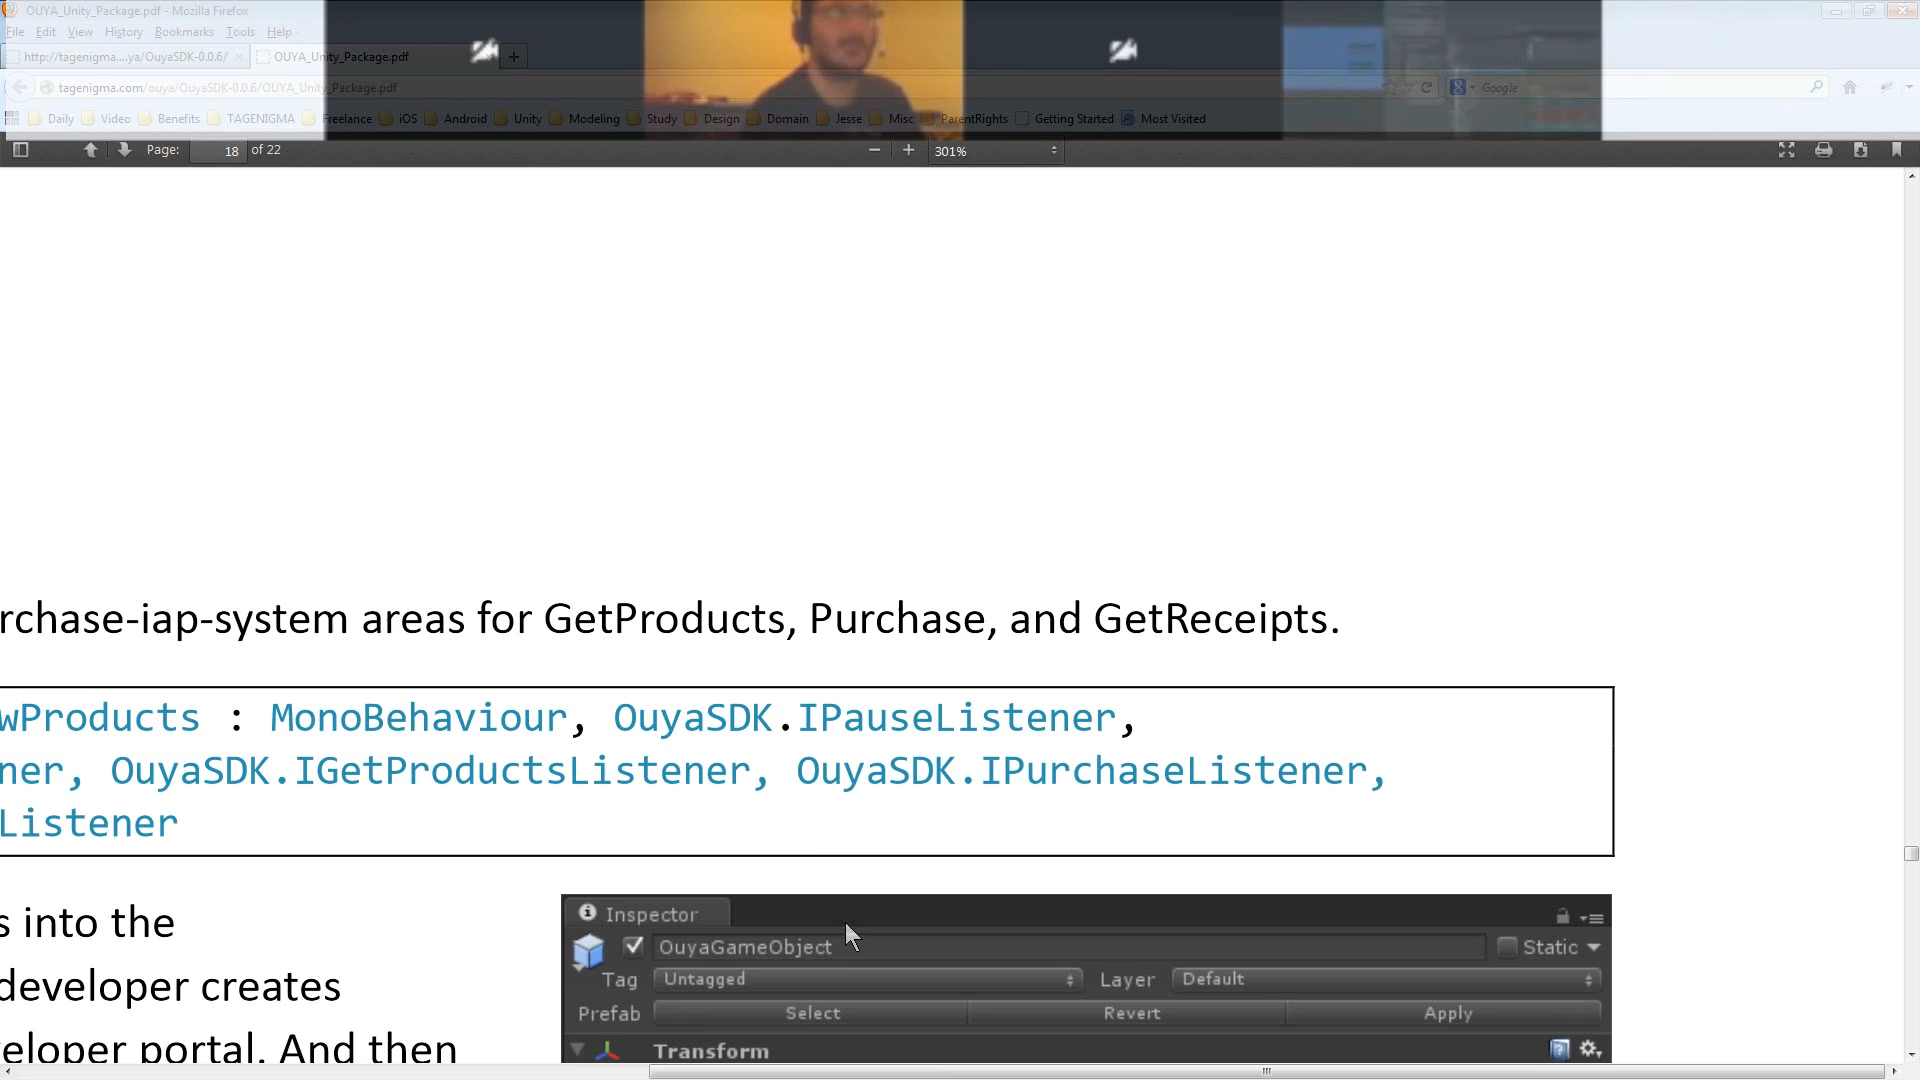 OUYA_Unity_Package.pdf - Mozilla Firefox
File Edit View History Bookmarks Tools Help
http://tagenigma....ya/OuyaSDK-0.0.6/ × OUYA_Unity_Package.pdf +
tagenigma.com/ouya/OuyaSDK-0.0.6/OUYA_Unity_Package.pdf Google
Daily Video Benefits TAGENIGMA Freelance iOS Android Unity Modeling Study Design Domain Jesse Misc ParentRights Getting Started Most Visited
Page: 18 of 22 301%
rchase-iap-system areas for GetProducts, Purchase, and GetReceipts.
wProducts : MonoBehaviour, OuyaSDK.IPauseListener,
ner, OuyaSDK.IGetProductsListener, OuyaSDK.IPurchaseListener,
Listener
s into the
developer creates
veloper portal. And then
Inspector
OuyaGameObject Static
Tag Untagged Layer Default
Prefab Select Revert Apply
Transform